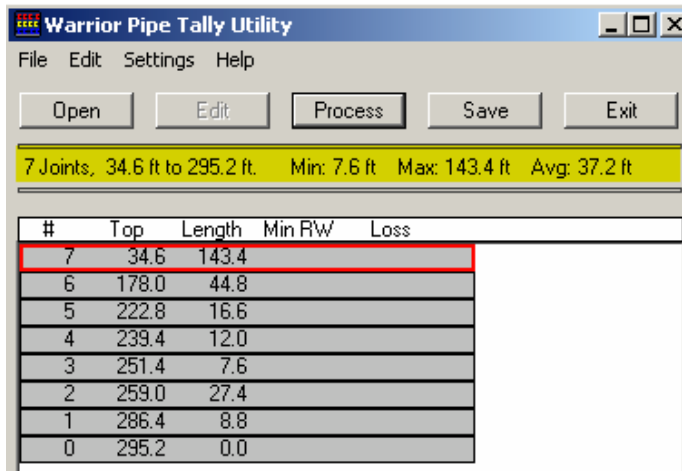 Warrior Pipe Tally Utility
File Edit Settings Help
Open Edit Process Save Exit
7 Joints, 34.6 ft to 295.2 ft. Min: 7.6 ft Max: 143.4 ft Avg: 37.2 ft
# Top Length Min RW Loss
7 34.6 143.4
6 178.0 44.8
5 222.8 16.6
4 239.4 12.0
3 251.4 7.6
2 259.0 27.4
1 286.4 8.8
0 295.2 0.0